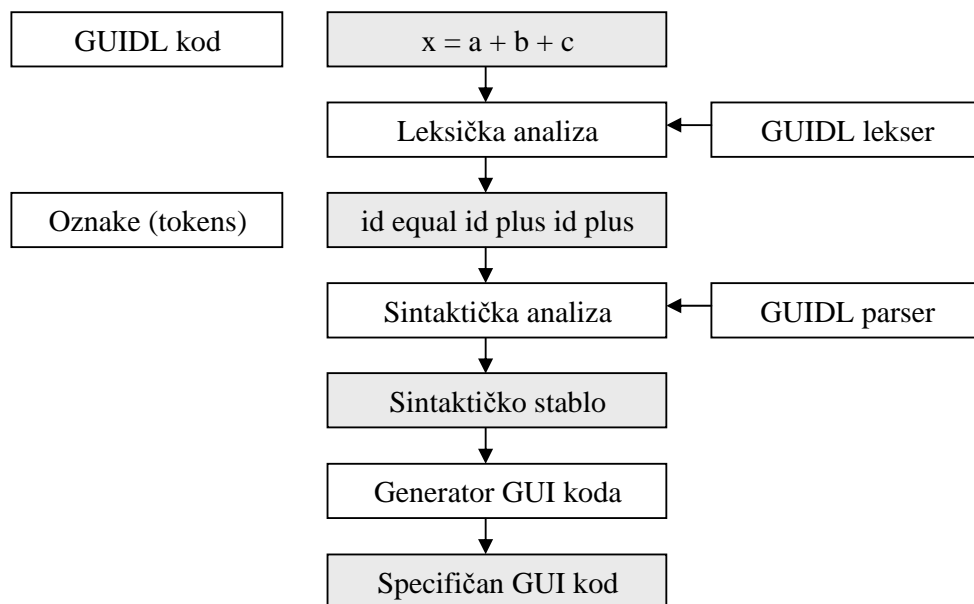 GUIDL kod
x = a + b + c
Leksička analiza
GUIDL lekser
Oznake (tokens)
id equal id plus id plus
Sintaktička analiza
GUIDL parser
Sintaktičko stablo
Generator GUI koda
Specifičan GUI kod